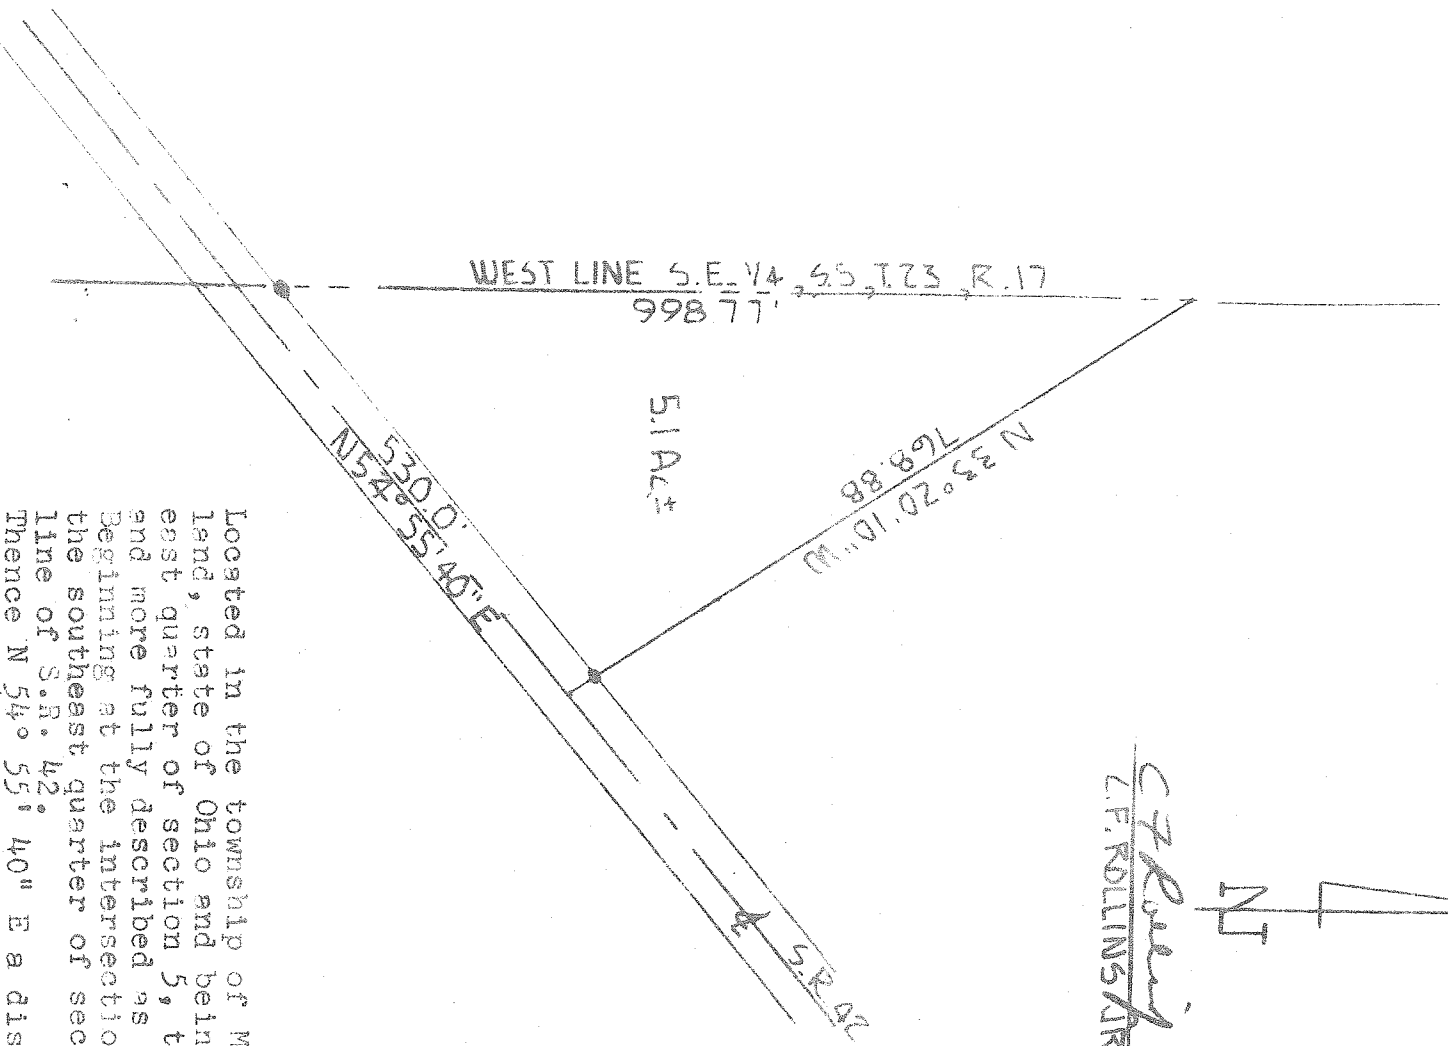 WEST LINE S.E. 1/4, S.5, T.23, R.17
998.77'
5.1 Ac.±
N 33° 20' 10" W
768.88
530.0'
N54° 55' 40" E
S.R. 42
N
C F Rollins Jr
C.F. ROLLINS JR
Located in the township of M
land, state of Ohio and bein
east quarter of section 5, t
and more fully described as
Beginning at the intersectio
the southeast quarter of sec
line of S.R. 42.
Thence N 54° 55' 40" E a dis